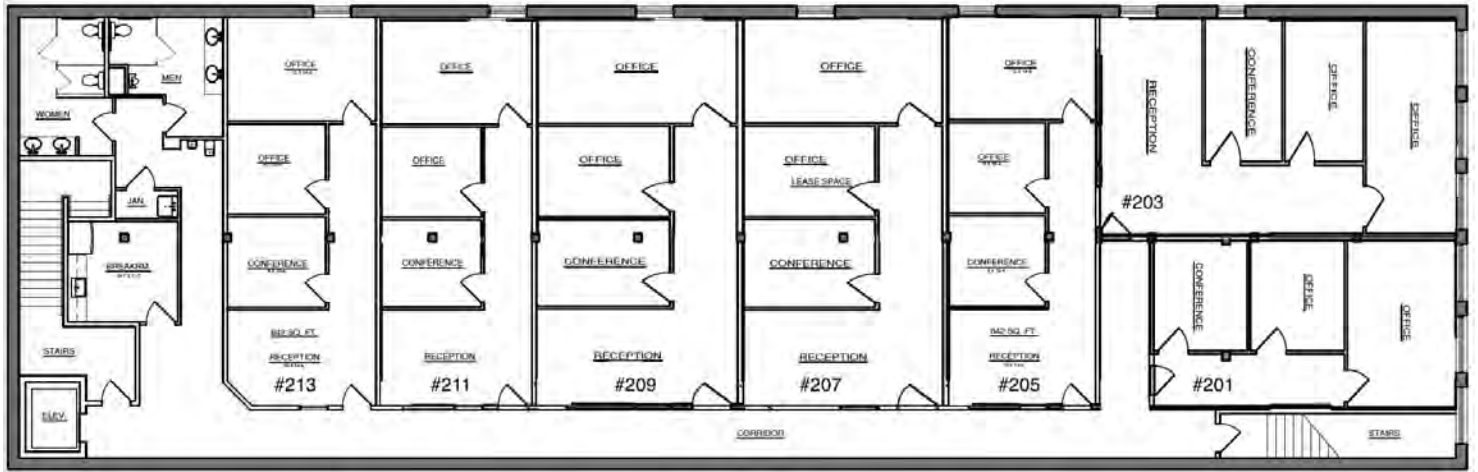 OFFICE
OFFICE
OFFICE
OFFICE
OFFICE
MEN
WOMEN
RECEPTION
CONFERENCE
OFFICE
OFFICE
OFFICE
OFFICE
OFFICE
OFFICE
LEASE SPACE
OFFICE
JAN.
#203
BREAKRM.
CONFERENCE
CONFERENCE
CONFERENCE
CONFERENCE
CONFERENCE
CONFERENCE
OFFICE
OFFICE
STAIRS
SQ. FT.
RECEPTION
#213
RECEPTION
#211
RECEPTION
#209
RECEPTION
#207
842 SQ. FT.
RECEPTION
#205
#201
ELEV.
CORRIDOR
STAIRS